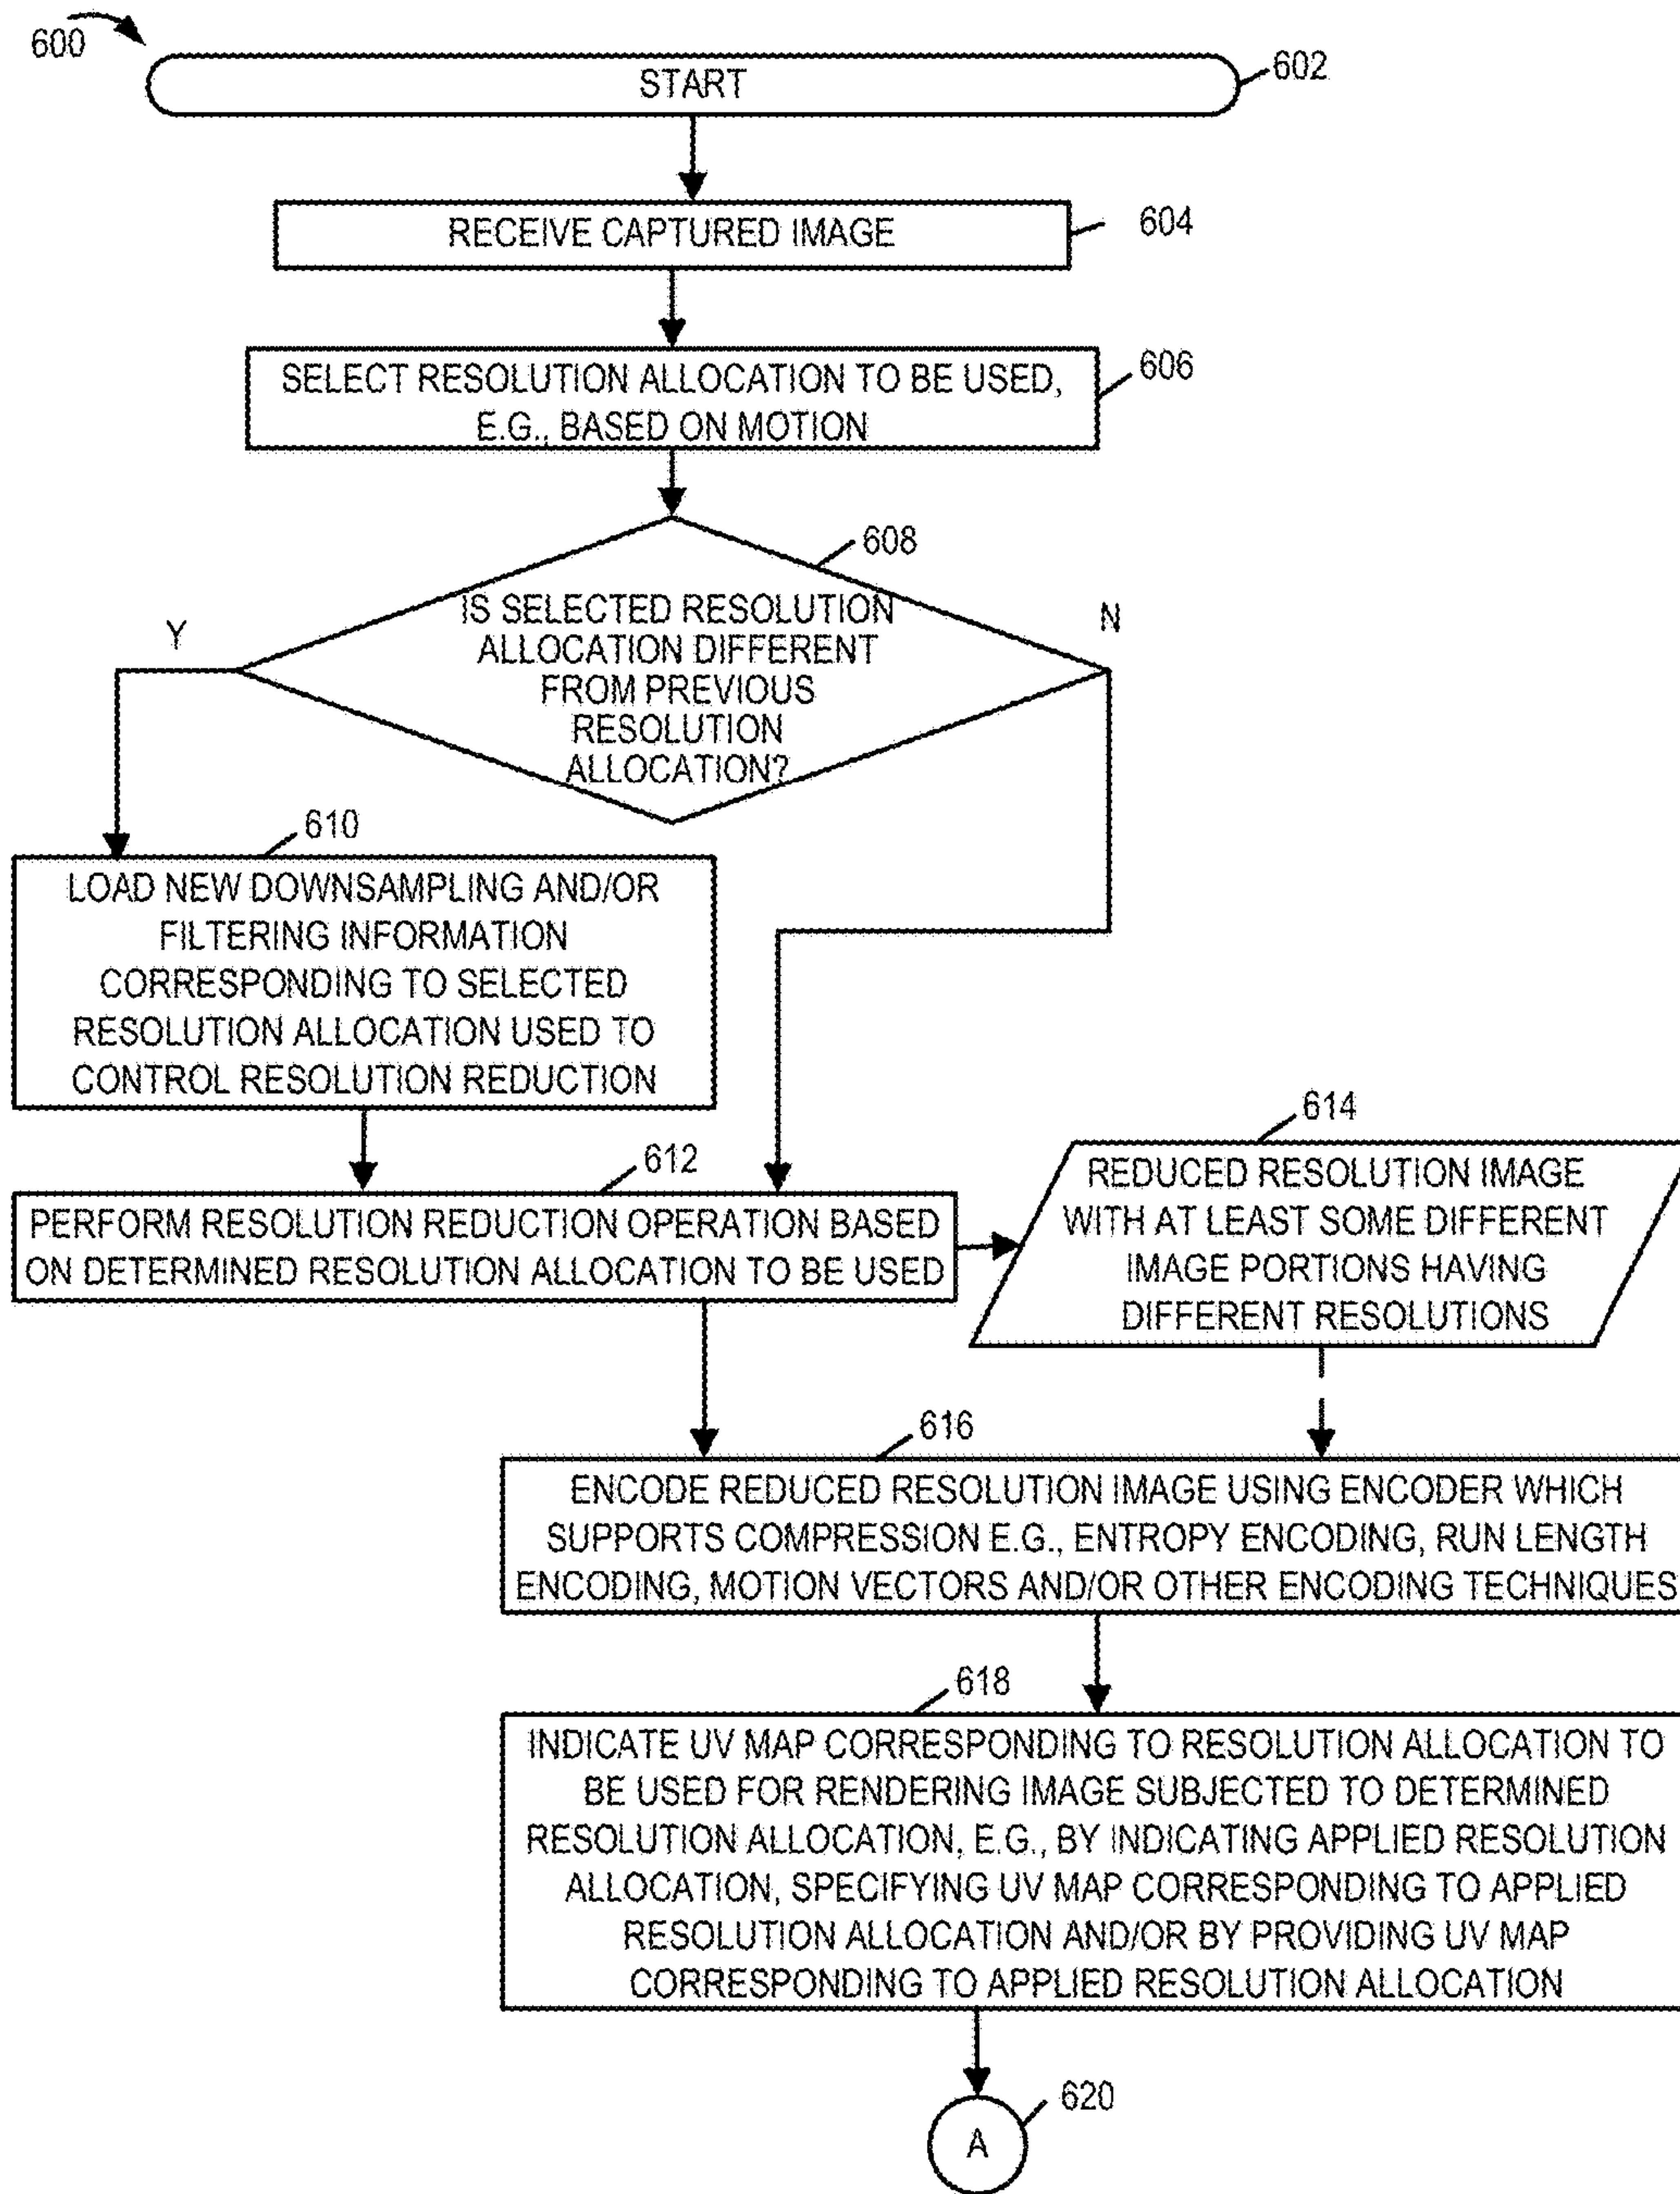 600
START
602
RECEIVE CAPTURED IMAGE
604
SELECT RESOLUTION ALLOCATION TO BE USED,
E.G., BASED ON MOTION
606
608
IS SELECTED RESOLUTION
ALLOCATION DIFFERENT
FROM PREVIOUS
RESOLUTION
ALLOCATION?
Y
N
610
LOAD NEW DOWNSAMPLING AND/OR
FILTERING INFORMATION
CORRESPONDING TO SELECTED
RESOLUTION ALLOCATION USED TO
CONTROL RESOLUTION REDUCTION
612
PERFORM RESOLUTION REDUCTION OPERATION BASED
ON DETERMINED RESOLUTION ALLOCATION TO BE USED
614
REDUCED RESOLUTION IMAGE
WITH AT LEAST SOME DIFFERENT
IMAGE PORTIONS HAVING
DIFFERENT RESOLUTIONS
616
ENCODE REDUCED RESOLUTION IMAGE USING ENCODER WHICH
SUPPORTS COMPRESSION E.G., ENTROPY ENCODING, RUN LENGTH
ENCODING, MOTION VECTORS AND/OR OTHER ENCODING TECHNIQUES
618
INDICATE UV MAP CORRESPONDING TO RESOLUTION ALLOCATION TO
BE USED FOR RENDERING IMAGE SUBJECTED TO DETERMINED
RESOLUTION ALLOCATION, E.G., BY INDICATING APPLIED RESOLUTION
ALLOCATION, SPECIFYING UV MAP CORRESPONDING TO APPLIED
RESOLUTION ALLOCATION AND/OR BY PROVIDING UV MAP
CORRESPONDING TO APPLIED RESOLUTION ALLOCATION
620
A